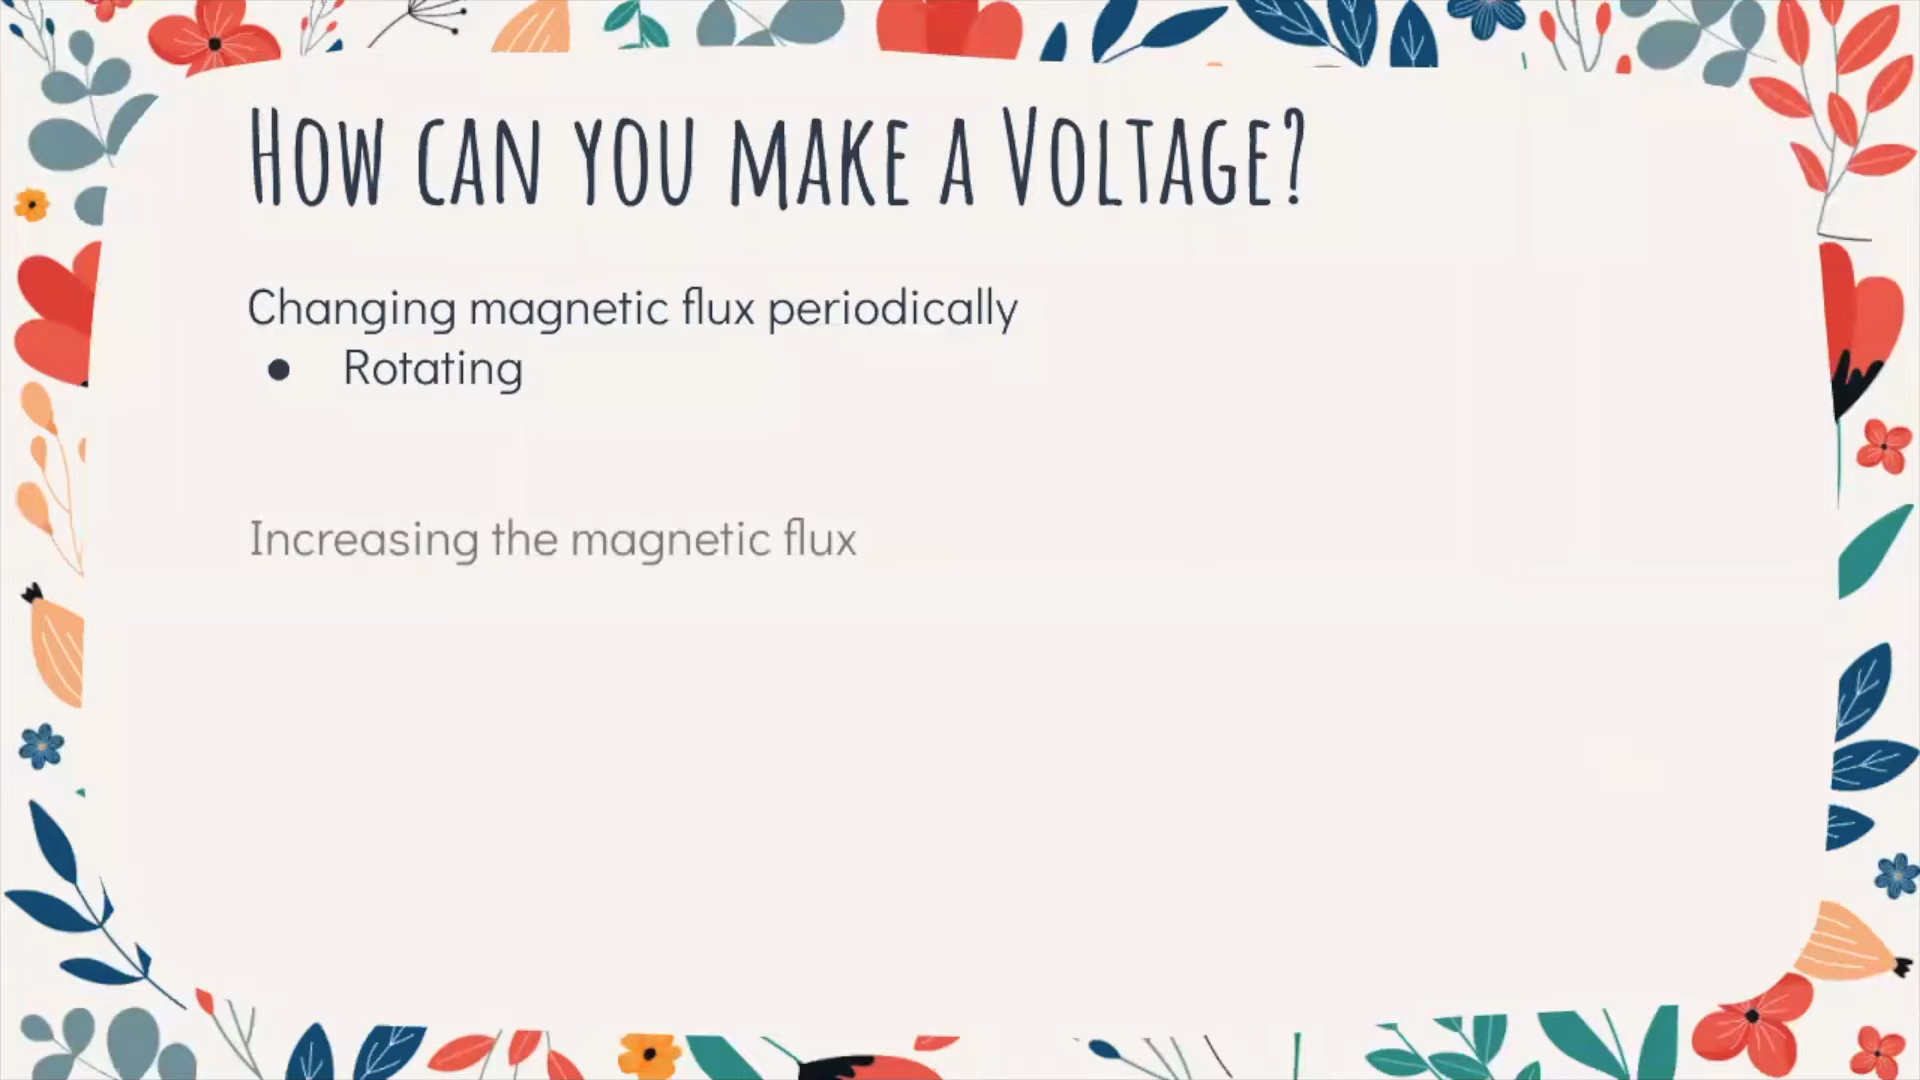 How can you make a Voltage?
Changing magnetic flux periodically
● Rotating
Increasing the magnetic flux